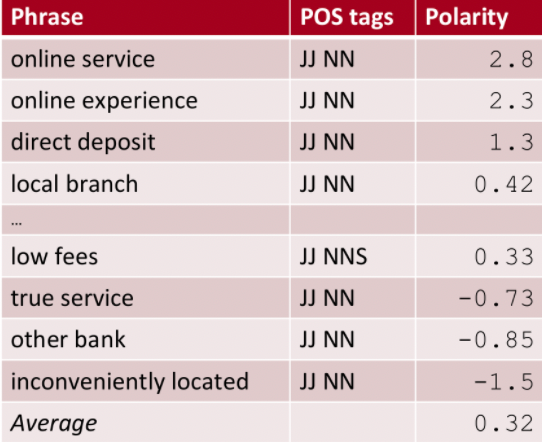 Phrase POS tags Polarity
online service JJ NN 2.8
online experience JJ NN 2.3
direct deposit JJ NN 1.3
local branch JJ NN 0.42
…
low fees JJ NNS 0.33
true service JJ NN -0.73
other bank JJ NN -0.85
inconveniently located JJ NN -1.5
Average 0.32